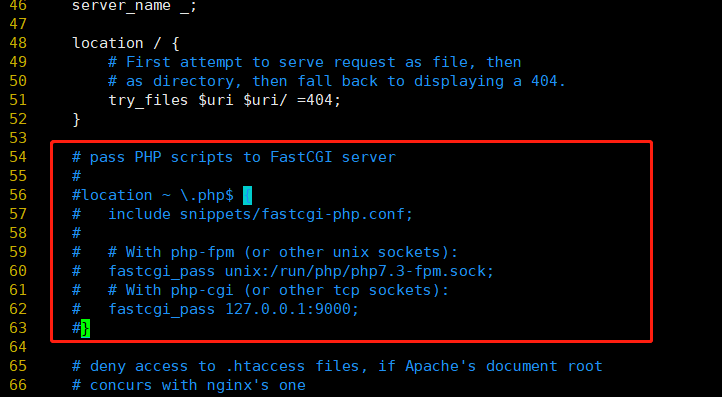 46 server_name _;
47
48 location / {
49 # First attempt to serve request as file, then
50 # as directory, then fall back to displaying a 404.
51 try_files $uri $uri/ =404;
52 }
53
54 # pass PHP scripts to FastCGI server
55 #
56 #location ~ \.php$ {
57 # include snippets/fastcgi-php.conf;
58 #
59 # # With php-fpm (or other unix sockets):
60 # fastcgi_pass unix:/run/php/php7.3-fpm.sock;
61 # # With php-cgi (or other tcp sockets):
62 # fastcgi_pass 127.0.0.1:9000;
63 #}
64
65 # deny access to .htaccess files, if Apache's document root
66 # concurs with nginx's one